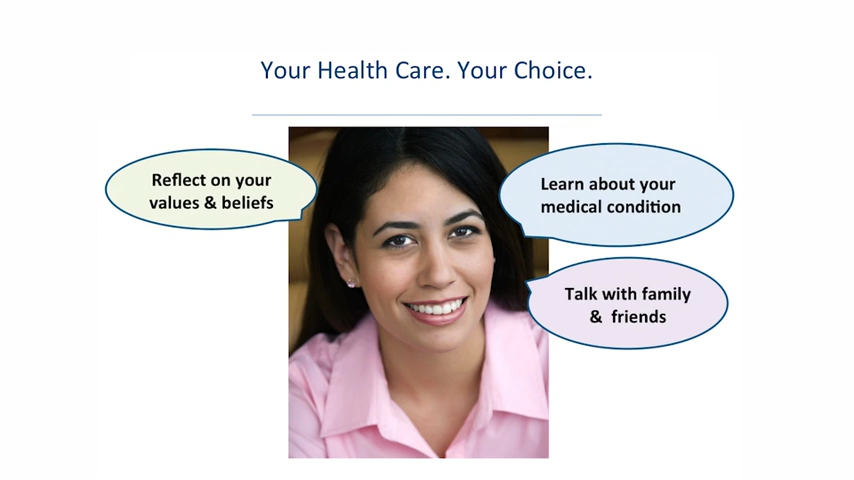 Your Health Care. Your Choice.
Reflect on your
values & beliefs
Learn about your
medical condition
Talk with family
& friends